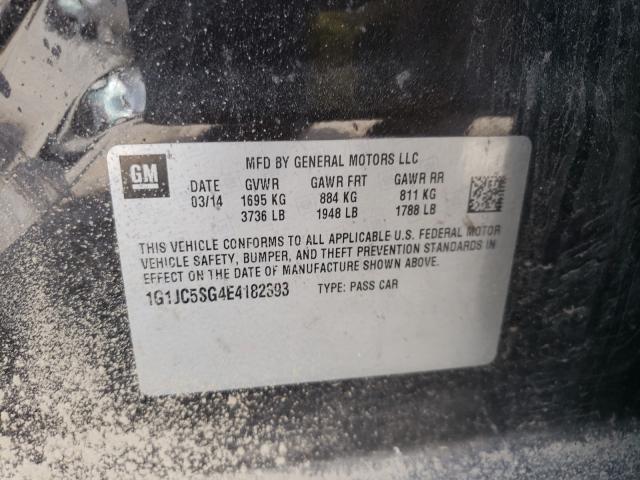 GM
MFD BY GENERAL MOTORS LLC
DATE GVWR GAWR FRT GAWR RR
03/14 1695 KG 884 KG 811 KG
3736 LB 1948 LB 1788 LB
THIS VEHICLE CONFORMS TO ALL APPLICABLE U.S. FEDERAL MOTOR
VEHICLE SAFETY, BUMPER, AND THEFT PREVENTION STANDARDS IN
EFFECT ON THE DATE OF MANUFACTURE SHOWN ABOVE.
1G1JC5SG4E4182393 TYPE: PASS CAR